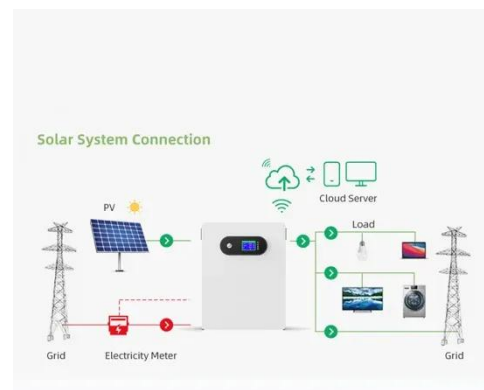 Solar System Connection
Cloud Server
PV
Load
Grid
Electricity Meter
Grid